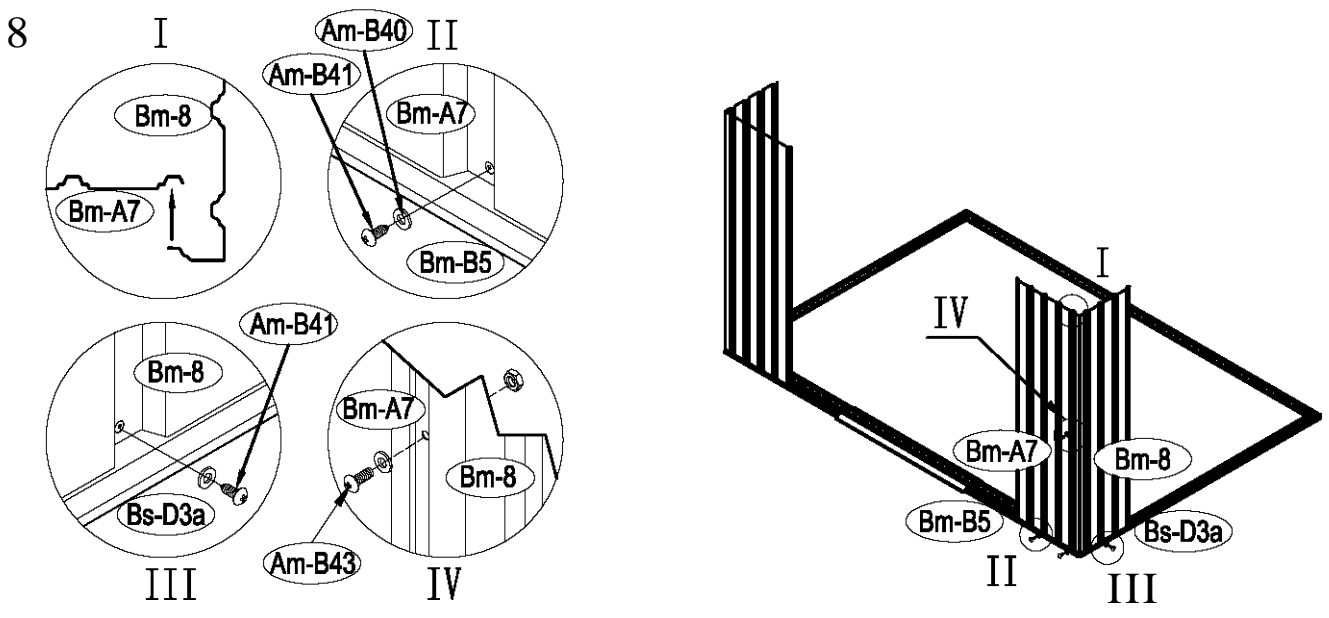 8
I
Am-B40
II
Am-B41
Bm-8
Bm-A7
Bm-A7
Bm-B5
Am-B41
Bm-8
Bm-A7
Bm-8
Bs-D3a
Am-B43
III
IV
I
IV
Bm-A7
Bm-8
Bm-B5
Bs-D3a
II
III